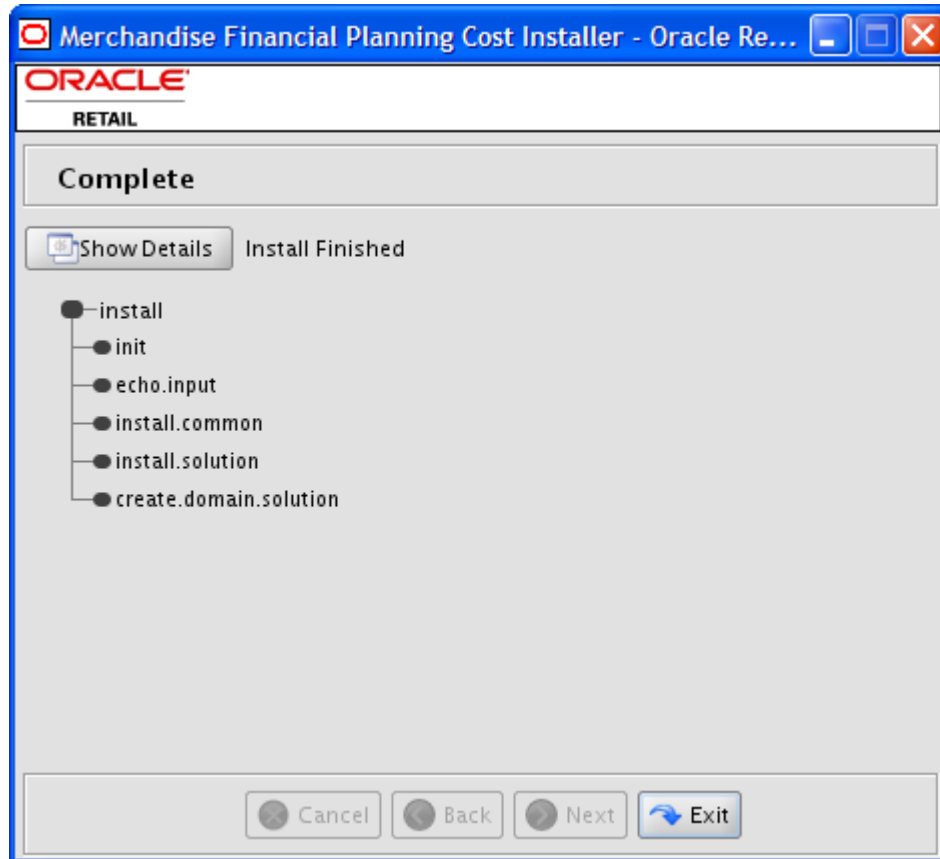 Merchandise Financial Planning Cost Installer - Oracle Re...
ORACLE
RETAIL
Complete
Show Details Install Finished
install
init
echo.input
install.common
install.solution
create.domain.solution
Cancel Back Next Exit